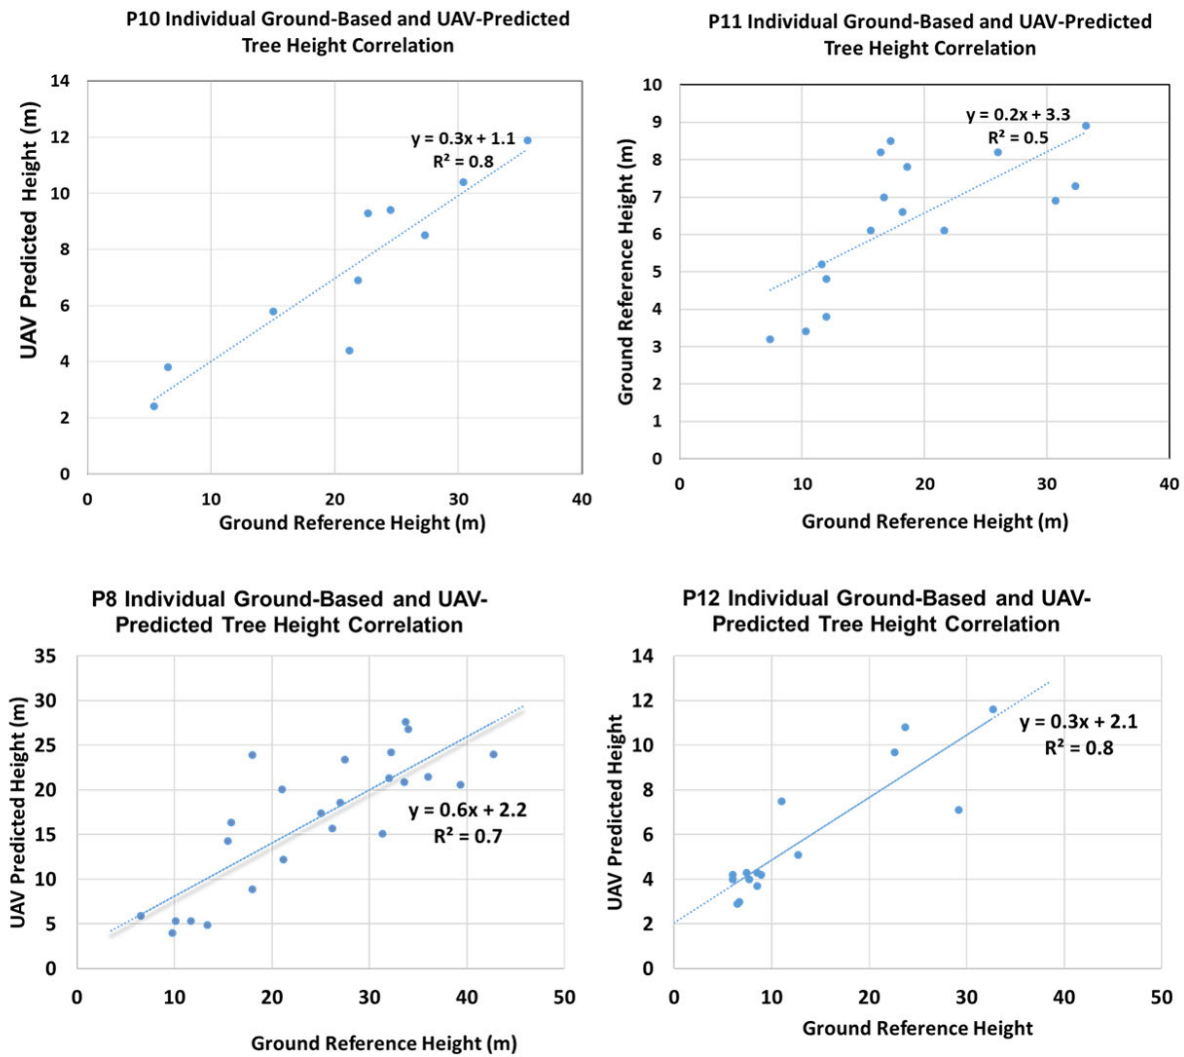 P10 Individual Ground-Based and UAV-Predicted
Tree Height Correlation
14
12
10
8
6
4
2
0
UAV Predicted Height (m)
y = 0.3x + 1.1
R² = 0.8
0 10 20 30 40
Ground Reference Height (m)
P11 Individual Ground-Based and UAV-Predicted
Tree Height Correlation
10
9
8
7
6
5
4
3
2
1
0
Ground Reference Height (m)
y = 0.2x + 3.3
R² = 0.5
0 10 20 30 40
Ground Reference Height (m)
P8 Individual Ground-Based and UAV-
Predicted Tree Height Correlation
35
30
25
20
15
10
5
0
UAV Predicted Height (m)
y = 0.6x + 2.2
R² = 0.7
0 10 20 30 40 50
Ground Reference Height (m)
P12 Individual Ground-Based and UAV-
Predicted Tree Height Correlation
14
12
10
8
6
4
2
0
UAV Predicted Height
y = 0.3x + 2.1
R² = 0.8
0 10 20 30 40 50
Ground Reference Height